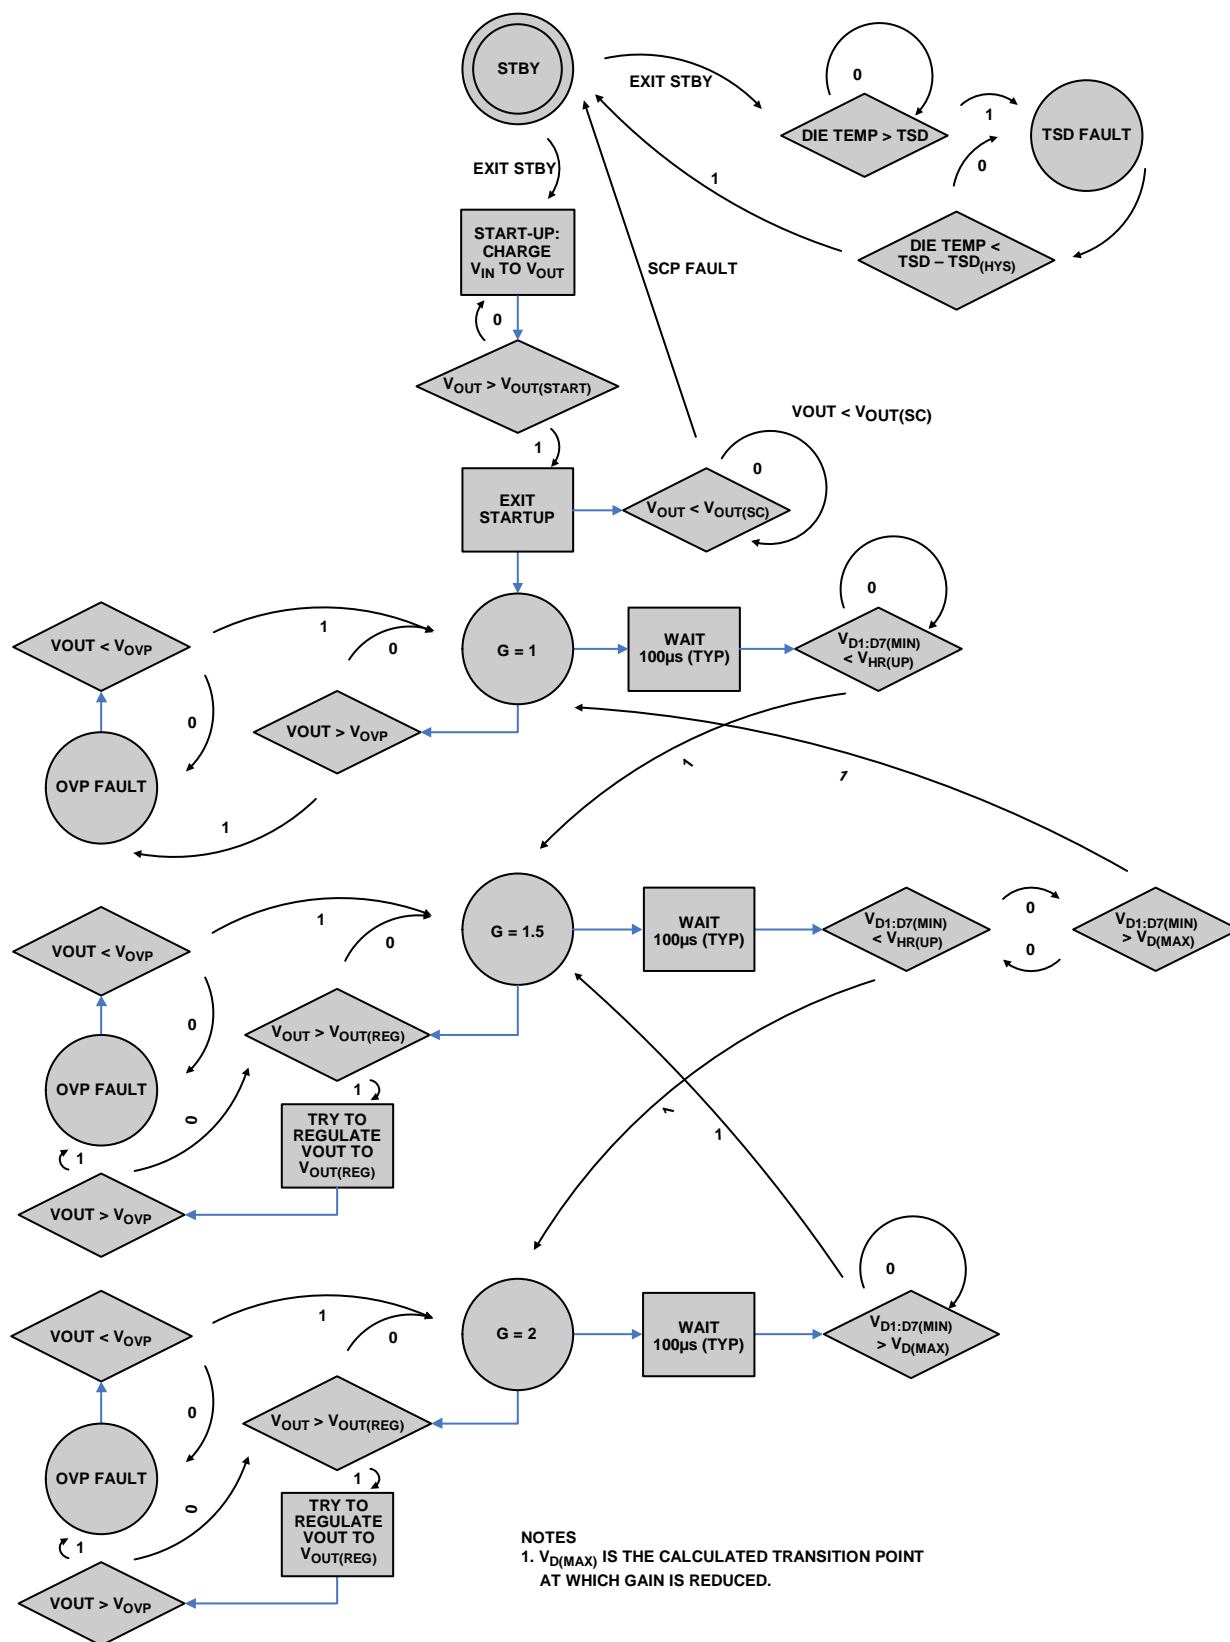 STBY
EXIT STBY
0
DIE TEMP > TSD
1
TSD FAULT
0
EXIT STBY
1
DIE TEMP <
TSD – TSD(HYS)
START-UP:
CHARGE
VIN TO VOUT
SCP FAULT
0
VOUT > VOUT(START)
1
VOUT < VOUT(SC)
0
EXIT
STARTUP
VOUT < VOUT(SC)
0
VOUT < VOVP
1
0
G = 1
WAIT
100µs (TYP)
VD1:D7(MIN)
< VHR(UP)
0
VOUT > VOVP
OVP FAULT
1
1
1
VOUT < VOVP
1
0
G = 1.5
WAIT
100µs (TYP)
VD1:D7(MIN)
< VHR(UP)
0
0
VD1:D7(MIN)
> VD(MAX)
0
VOUT > VOUT(REG)
OVP FAULT
1
0
TRY TO
REGULATE
VOUT TO
VOUT(REG)
1
VOUT > VOVP
1
1
0
VOUT < VOVP
1
0
G = 2
WAIT
100µs (TYP)
VD1:D7(MIN)
> VD(MAX)
0
VOUT > VOUT(REG)
OVP FAULT
1
0
TRY TO
REGULATE
VOUT TO
VOUT(REG)
1
VOUT > VOVP
NOTES
1. VD(MAX) IS THE CALCULATED TRANSITION POINT
AT WHICH GAIN IS REDUCED.